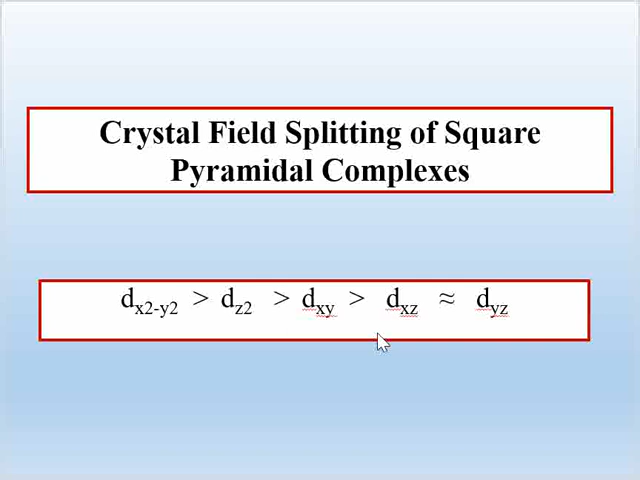 Crystal Field Splitting of Square
Pyramidal Complexes
dx2-y2 > dz2 > dxy > dxz ≈ dyz